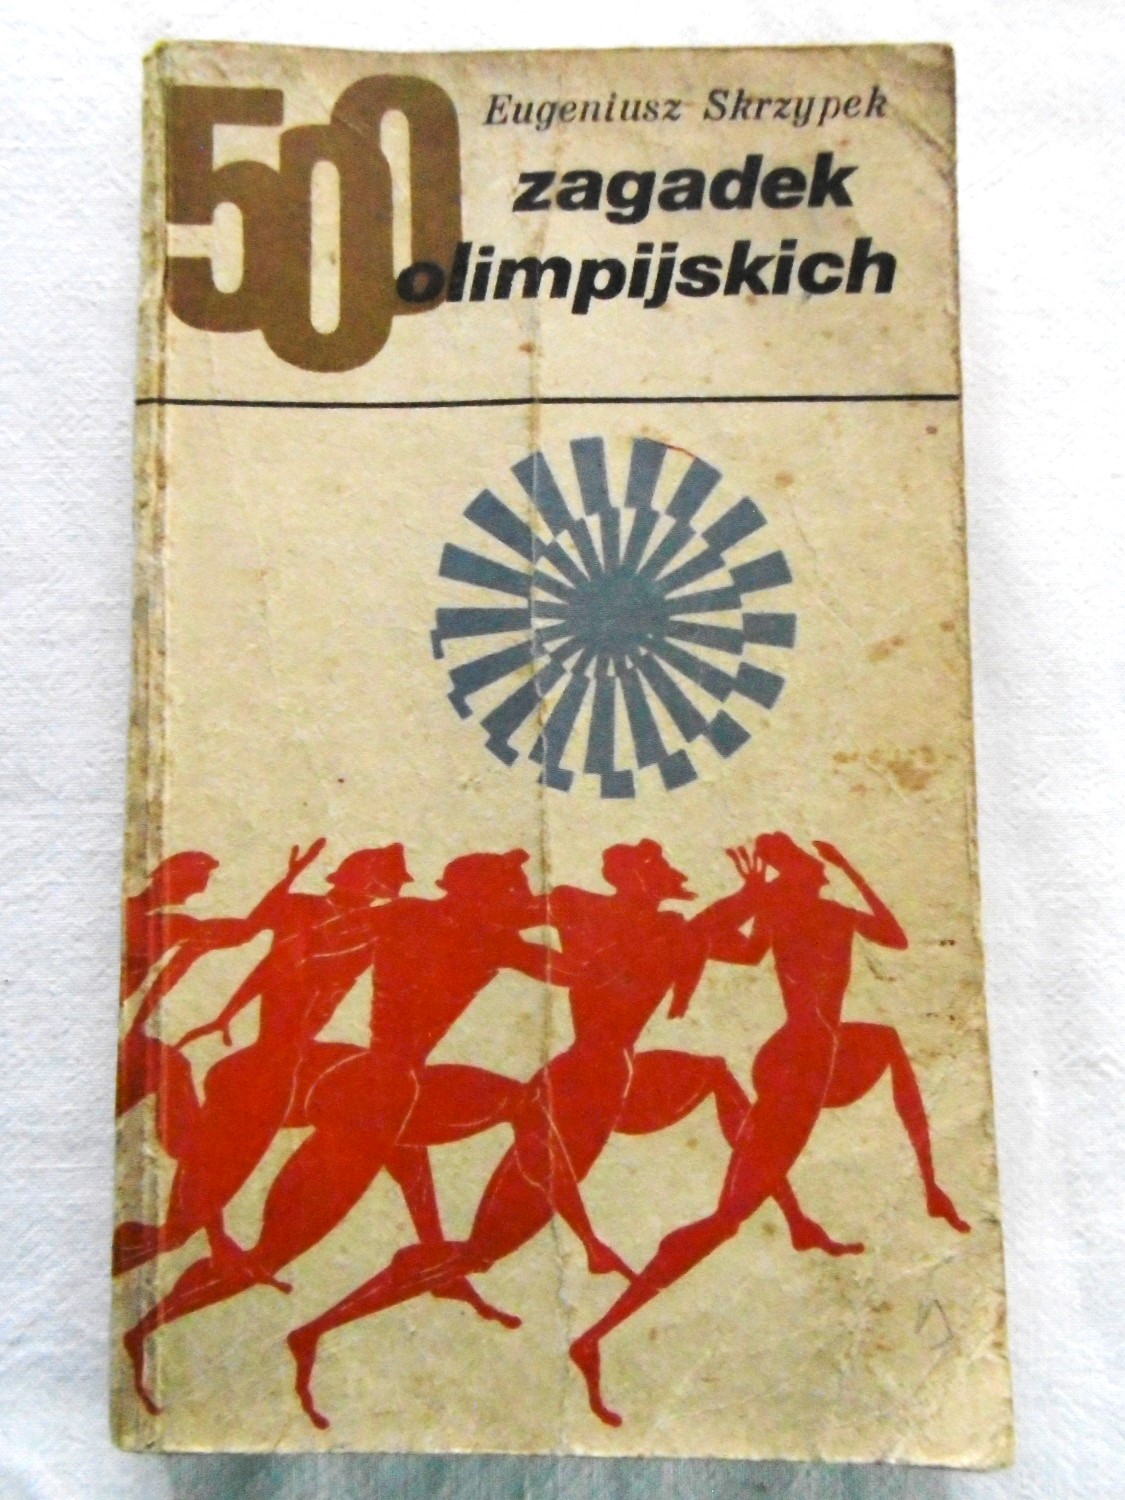 500
Eugeniusz Skrzypek
zagadek
olimpijskich